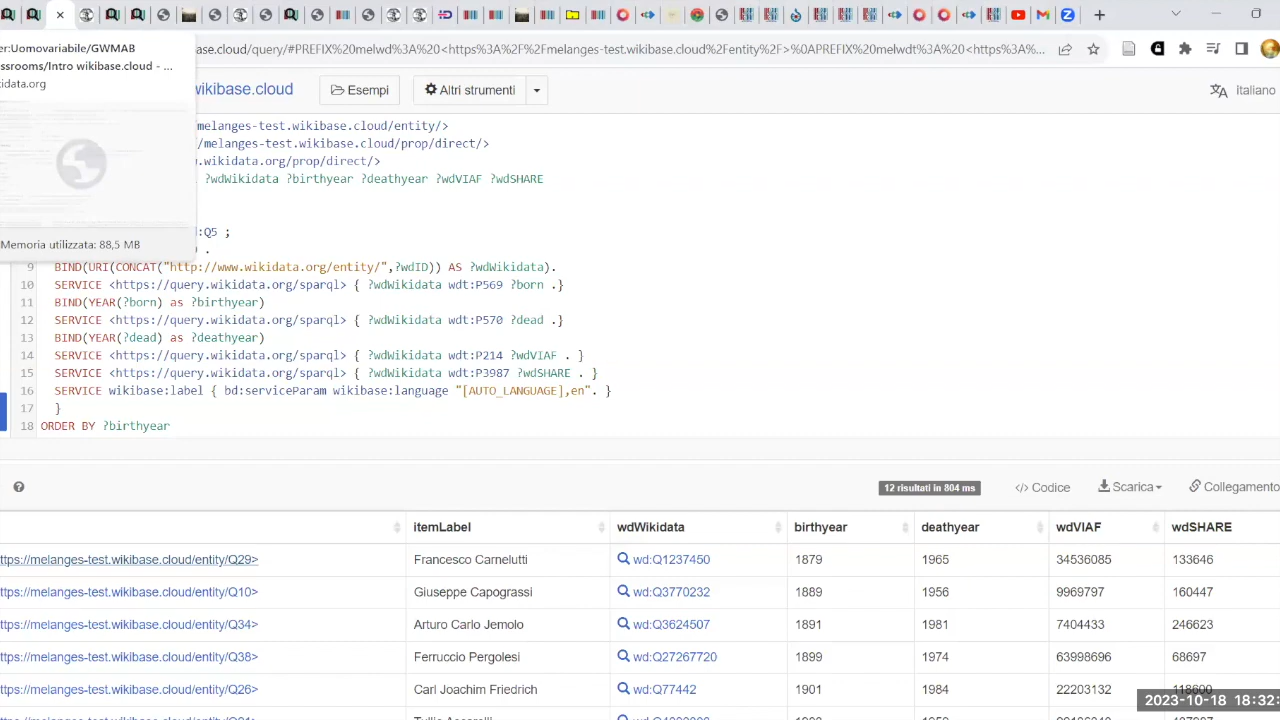 er:Uomovariabile/GWMAB
ssrooms/Intro wikibase.cloud - ...
idata.org
Memoria utilizzata: 88,5 MB
ase.cloud/query/#PREFIX%20melwd%3A%20<https%3A%2F%2Fmelanges-test.wikibase.cloud%2Fentity%2F>%0APREFIX%20melwdt%3A%20<https%3A%...
wikibase.cloud
Esempi
Altri strumenti
italiano
/melanges-test.wikibase.cloud/entity/>
//melanges-test.wikibase.cloud/prop/direct/>
w.wikidata.org/prop/direct/>
?wdWikidata ?birthyear ?deathyear ?wdVIAF ?wdSHARE
:Q5 ;
.
9 BIND(URI(CONCAT("http://www.wikidata.org/entity/",?wdID)) AS ?wdWikidata).
10 SERVICE <https://query.wikidata.org/sparql> { ?wdWikidata wdt:P569 ?born .}
11 BIND(YEAR(?born) as ?birthyear)
12 SERVICE <https://query.wikidata.org/sparql> { ?wdWikidata wdt:P570 ?dead .}
13 BIND(YEAR(?dead) as ?deathyear)
14 SERVICE <https://query.wikidata.org/sparql> { ?wdWikidata wdt:P214 ?wdVIAF . }
15 SERVICE <https://query.wikidata.org/sparql> { ?wdWikidata wdt:P3987 ?wdSHARE . }
16 SERVICE wikibase:label { bd:serviceParam wikibase:language "[AUTO_LANGUAGE],en". }
17 }
18 ORDER BY ?birthyear
12 risultati in 804 ms
</> Codice
Scarica
Collegamento
itemLabel wdWikidata birthyear deathyear wdVIAF wdSHARE
ttps://melanges-test.wikibase.cloud/entity/Q29> Francesco Carnelutti wd:Q1237450 1879 1965 34536085 133646
ttps://melanges-test.wikibase.cloud/entity/Q10> Giuseppe Capograssi wd:Q3770232 1889 1956 9969797 160447
ttps://melanges-test.wikibase.cloud/entity/Q34> Arturo Carlo Jemolo wd:Q3624507 1891 1981 7404433 246623
ttps://melanges-test.wikibase.cloud/entity/Q38> Ferruccio Pergolesi wd:Q27267720 1899 1974 63998696 68697
ttps://melanges-test.wikibase.cloud/entity/Q26> Carl Joachim Friedrich wd:Q77442 1901 1984 22203132 118600
2023-10-18 18:32: